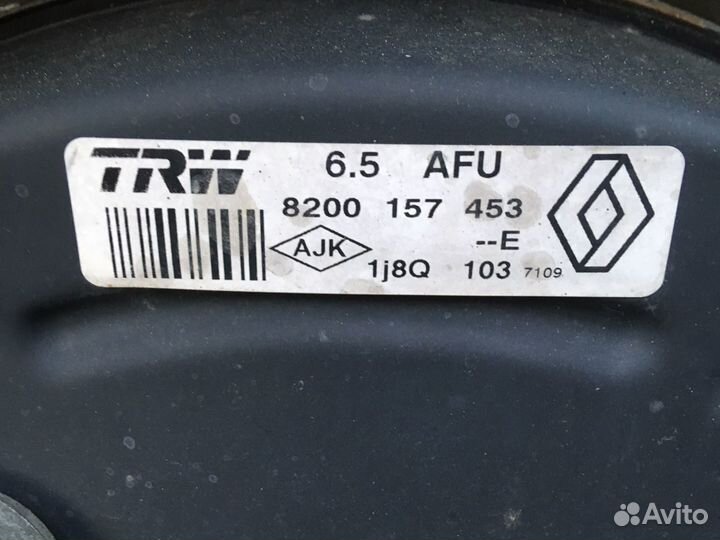 TRW 6.5 AFU
8200 157 453
AJK --E
1j8Q 103 7109
Avito